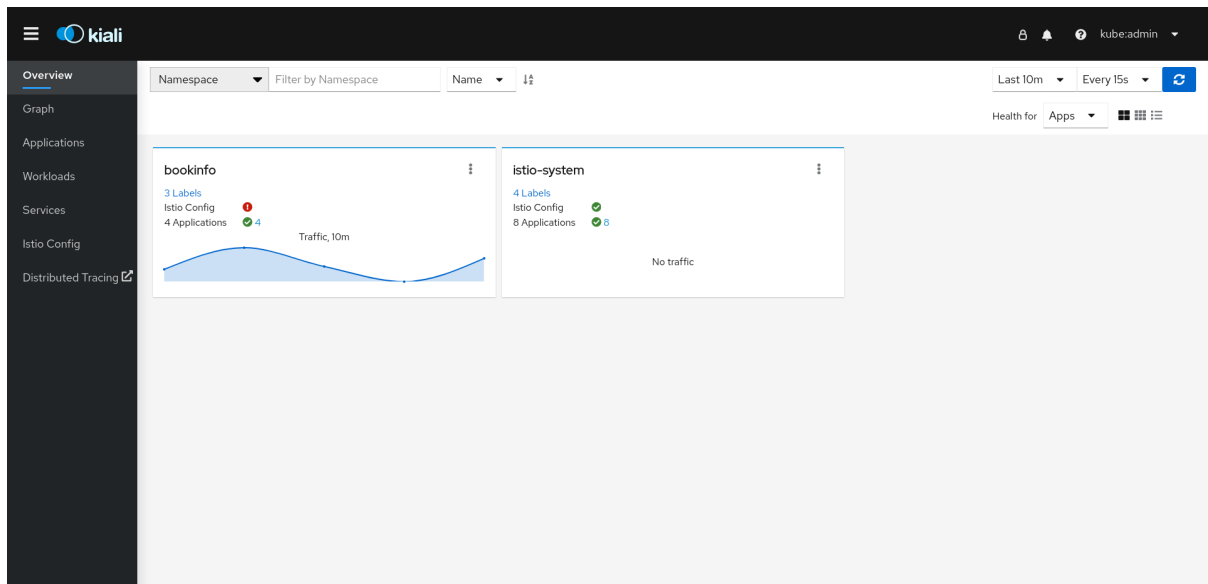 kiali
kube:admin
Overview
Graph
Applications
Workloads
Services
Istio Config
Distributed Tracing
Namespace Filter by Namespace Name
Last 10m Every 15s
Health for Apps
bookinfo
3 Labels
Istio Config
4 Applications 4
Traffic, 10m
istio-system
4 Labels
Istio Config
8 Applications 8
No traffic